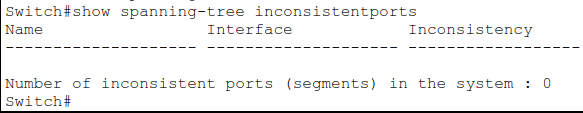 Switch#show spanning-tree inconsistentports
Name                 Interface            Inconsistency
-------------------- -------------------- ------------------
Number of inconsistent ports (segments) in the system : 0
Switch#